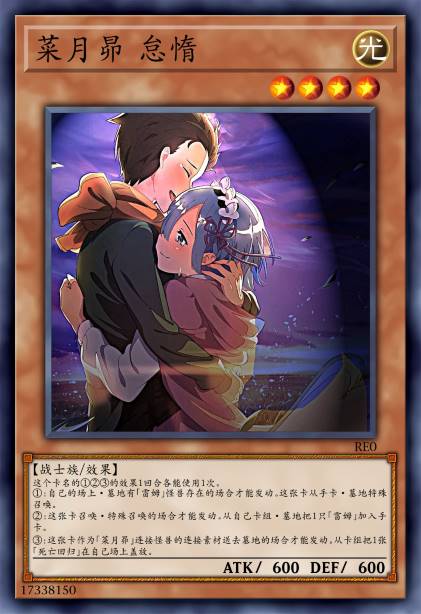 菜月昴 怠惰
光
RE0
【战士族/效果】
这个卡名的①②③的效果1回合各能使用1次。
①:自己的场上·墓地有「雷姆」怪兽存在的场合才能发动。这张卡从手卡·墓地特殊
召唤。
②:这张卡召唤·特殊召唤的场合才能发动。从自己卡组·墓地把1只「雷姆」加入手
卡。
③:这张卡作为「菜月昴」连接怪兽的连接素材送去墓地的场合才能发动。从卡组把1张
「死亡回归」在自己场上盖放。
ATK/ 600 DEF/ 600
17338150